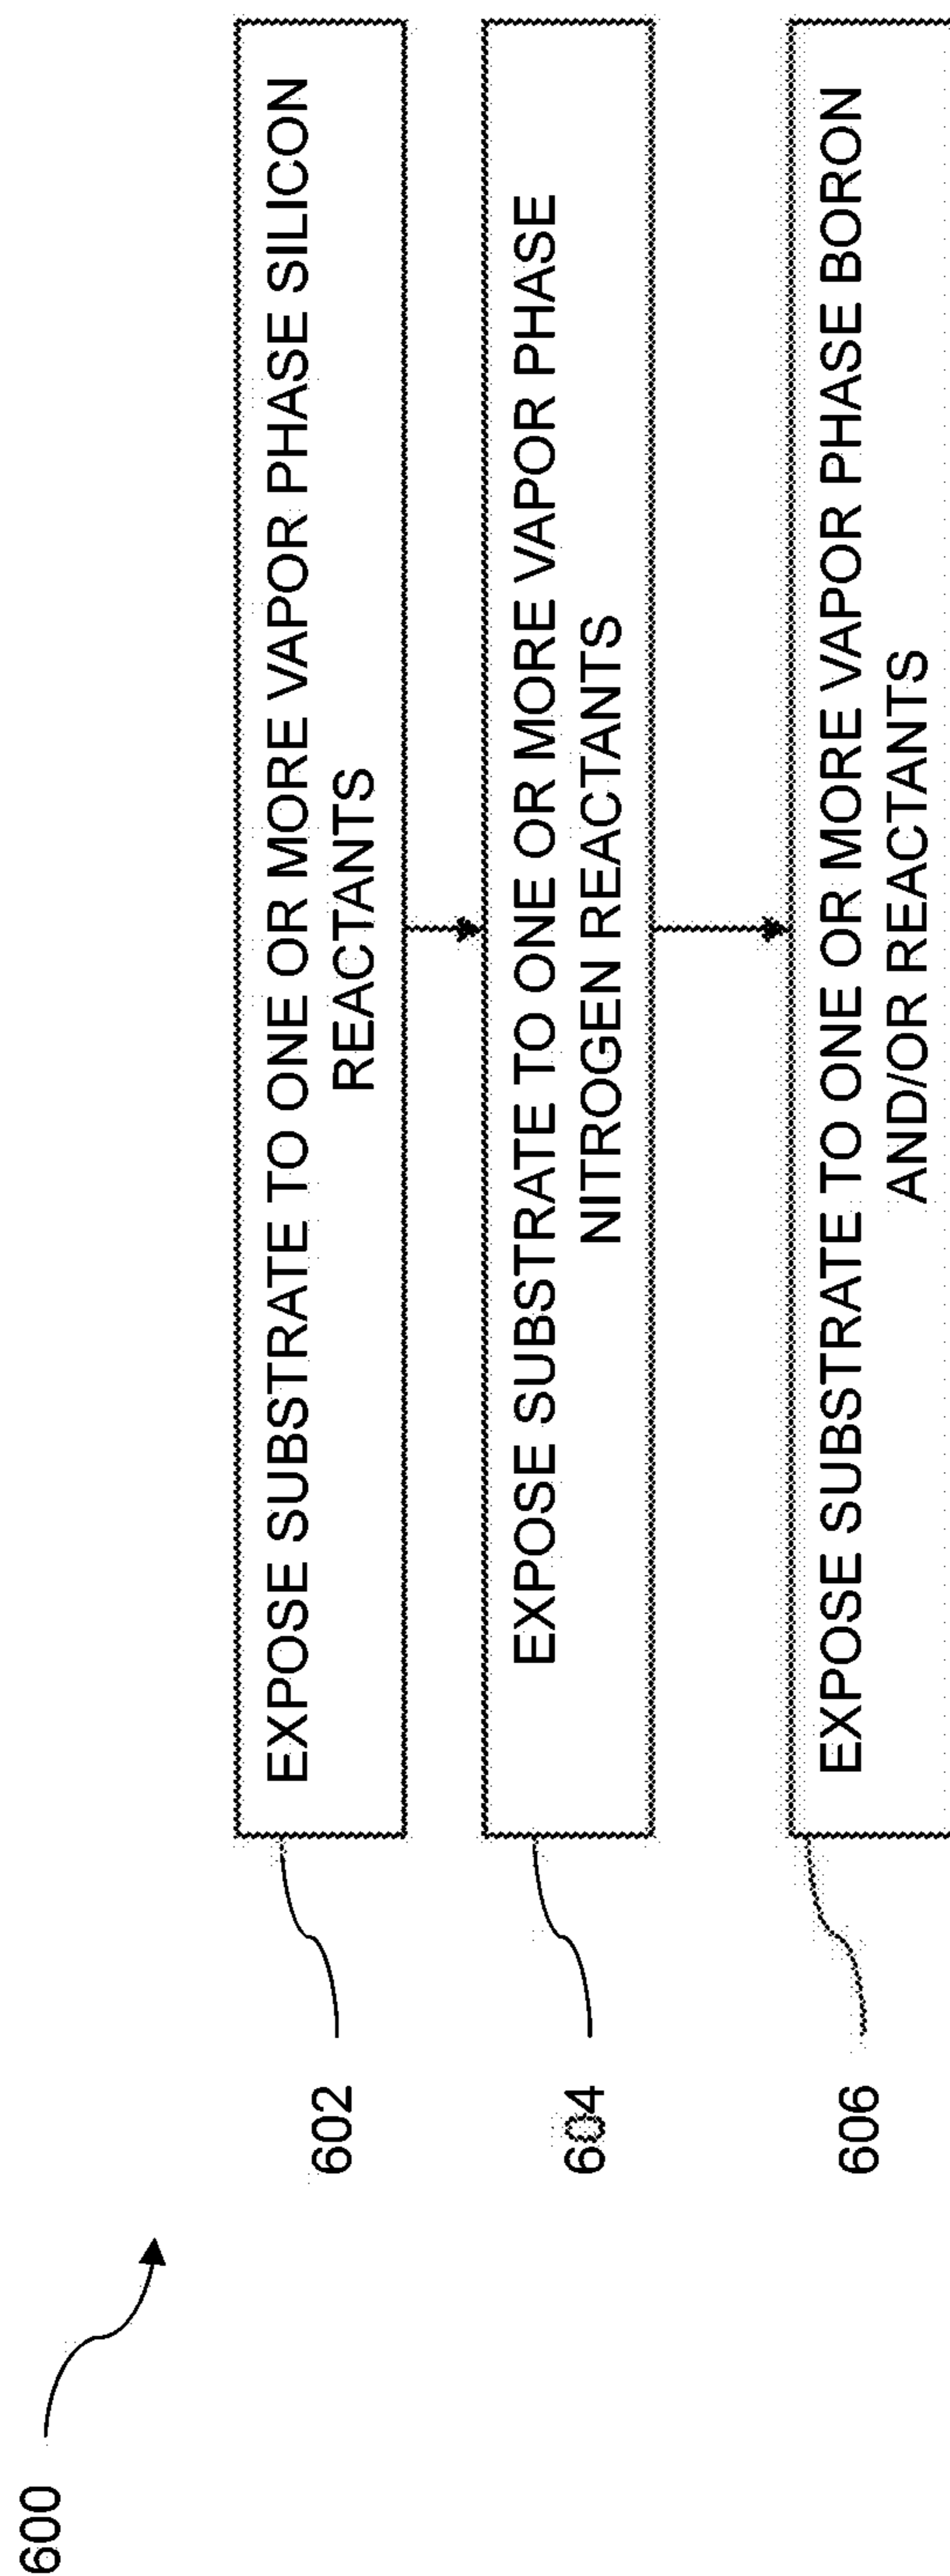 600
602
EXPOSE SUBSTRATE TO ONE OR MORE VAPOR PHASE SILICON
REACTANTS
604
EXPOSE SUBSTRATE TO ONE OR MORE VAPOR PHASE
NITROGEN REACTANTS
606
EXPOSE SUBSTRATE TO ONE OR MORE VAPOR PHASE BORON
AND/OR REACTANTS